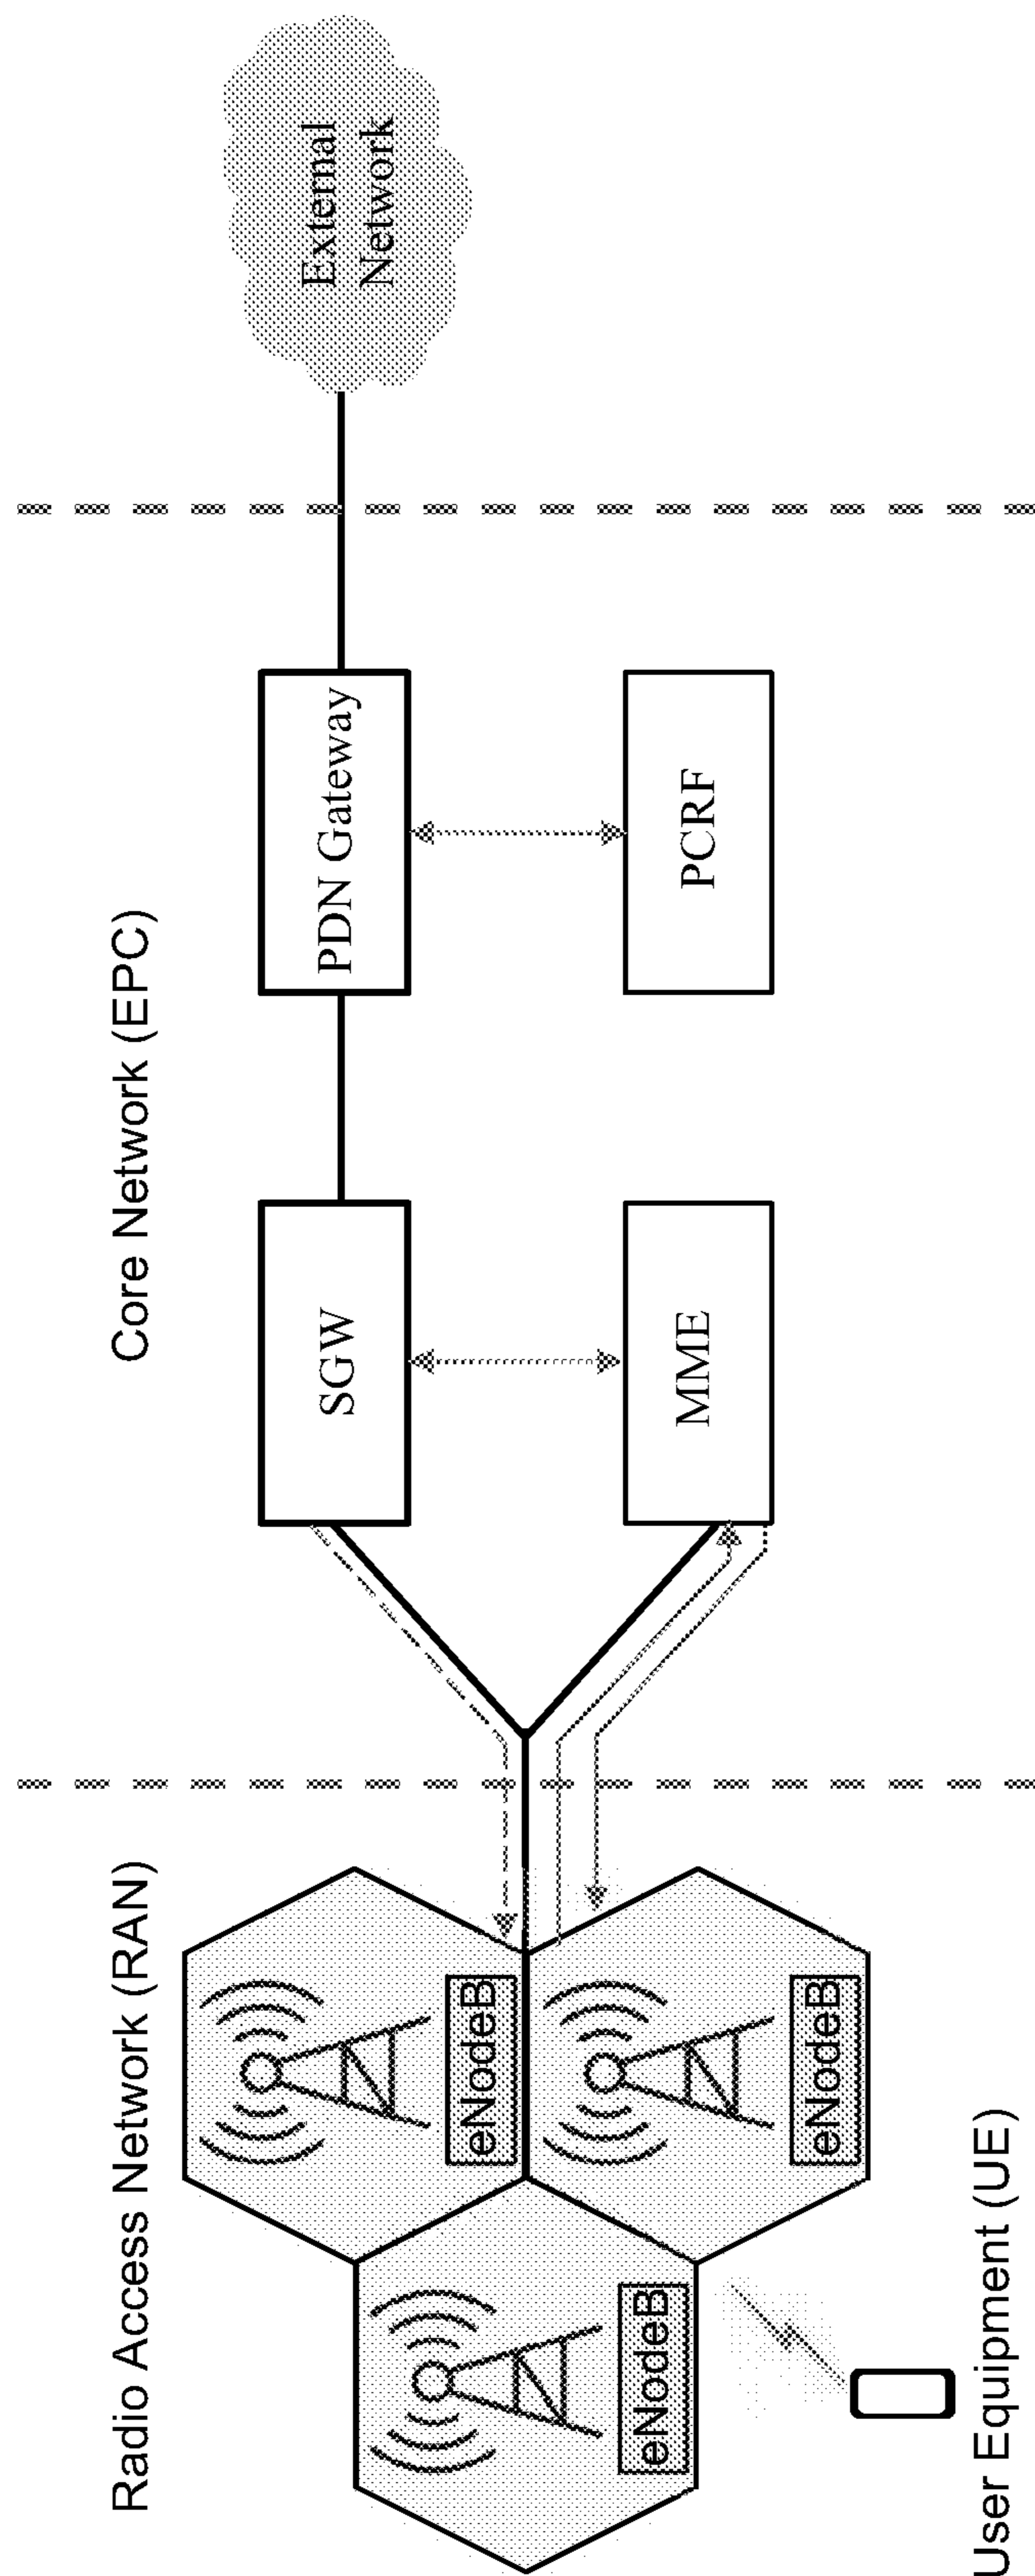 Radio Access Network (RAN)
Core Network (EPC)
External
Network
SGW
PDN Gateway
eNodeB
eNodeB
eNodeB
MME
PCRF
User Equipment (UE)